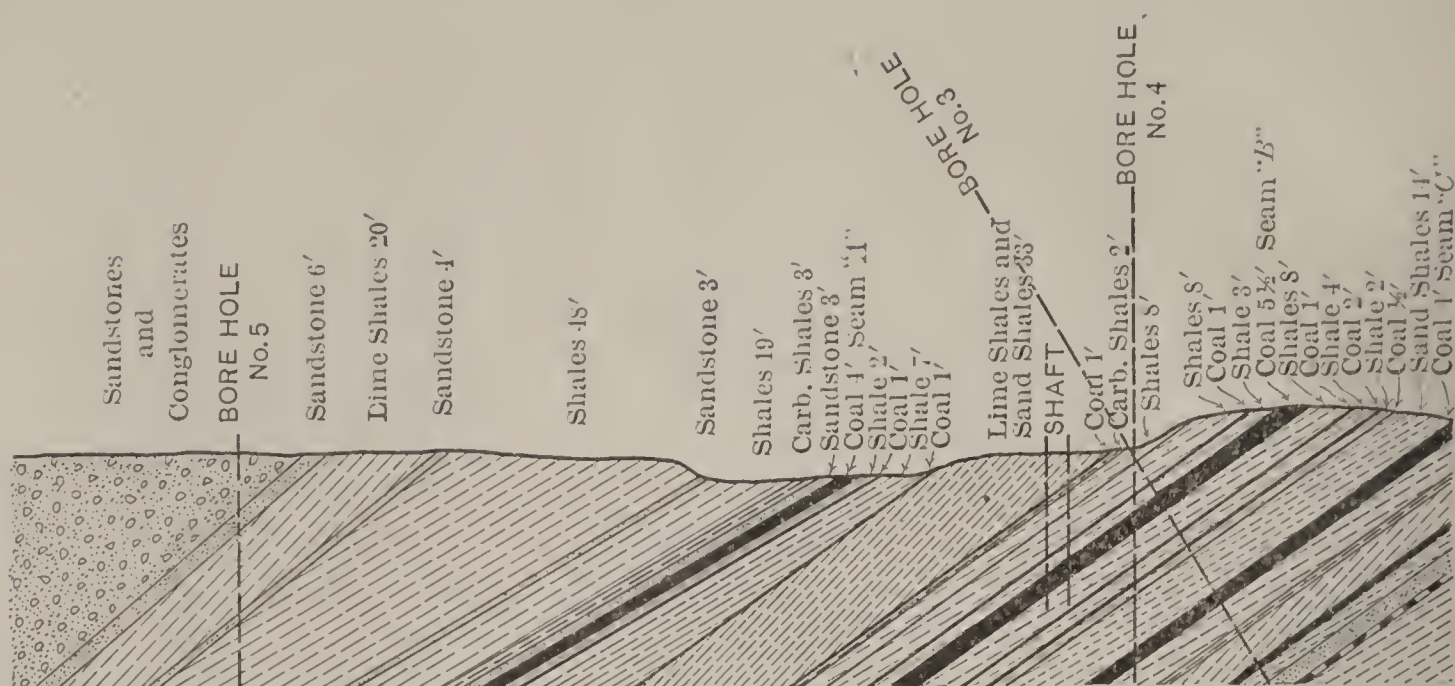 Sandstones
and
Conglomerates
BORE HOLE
No. 5
Sandstone 6′
Lime Shales 20′
Sandstone 4′
Shales 48′
Sandstone 3′
Shales 19′
Carb. Shales 3′
Sandstone 3′
Coal 4′ Seam "A"
Shale 2′
Coal 1′
Shale 7′
Coal 1′
BORE HOLE
No. 3
Lime Shales and
Sand Shales 33′
SHAFT
Coal 1′
Carb. Shales 2′
BORE HOLE
No. 4
Shales 8′
Shales 8′
Coal 1′
Shale 3′
Coal 5½′ Seam "B"
Shales 8′
Coal 1′
Shale 4′
Coal 2′
Shale 2′
Coal ½′
Sand Shales 14′
Coal 1′ Seam "C"